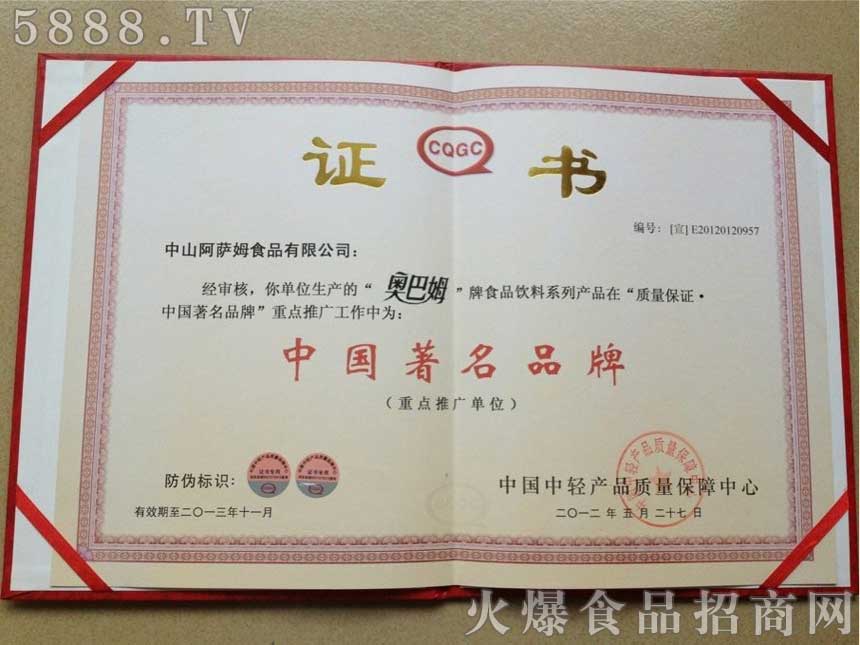 5888.TV
证 CQGC 书
编号：[宣] E20120120957
中山阿萨姆食品有限公司：
经审核，你单位生产的“奥巴姆”牌食品饮料系列产品在“质量保证·
中国著名品牌”重点推广工作中为：
中国著名品牌
（重点推广单位）
防伪标识：
中国中轻产品质量保障中心
有效期至二〇一三年十一月
二〇一二年五月二十七日
火爆食品招商网